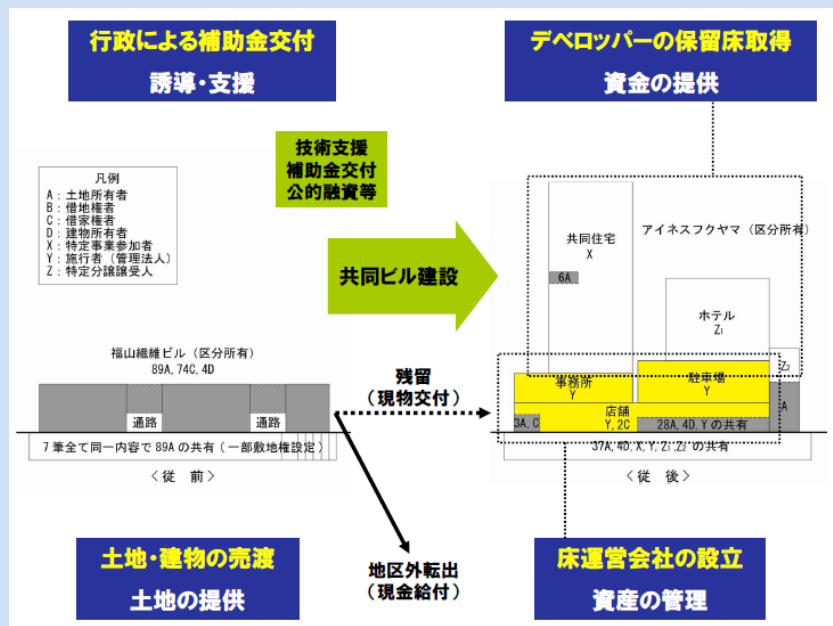 行政による補助金交付
誘導・支援
デベロッパーの保留床取得
資金の提供
技術支援
補助金交付
公的融資等
凡例
A：土地所有者
B：借地権者
C：借家権者
D：建物所有者
X：特定事業参加者
Y：施行者（管理法人）
Z：特定分譲譲受人
共同ビル建設
共同住宅
X
6A
アイネスフクヤマ（区分所有）
ホテル
Z₁
Z₂
福山繊維ビル（区分所有）
89A, 74C, 4D
通路
通路
7筆全て同一内容で89Aの共有（一部敷地権設定）
＜従 前＞
残留
（現物交付）
事務所
Y
駐車場
Y
店舗
Y, 2C
3A, C
28A, 4D, Y の共有
A
37A, 4D, X, Y, Z₁, Z₂ の共有
＜従 後＞
土地・建物の売渡
土地の提供
地区外転出
（現金給付）
床運営会社の設立
資産の管理